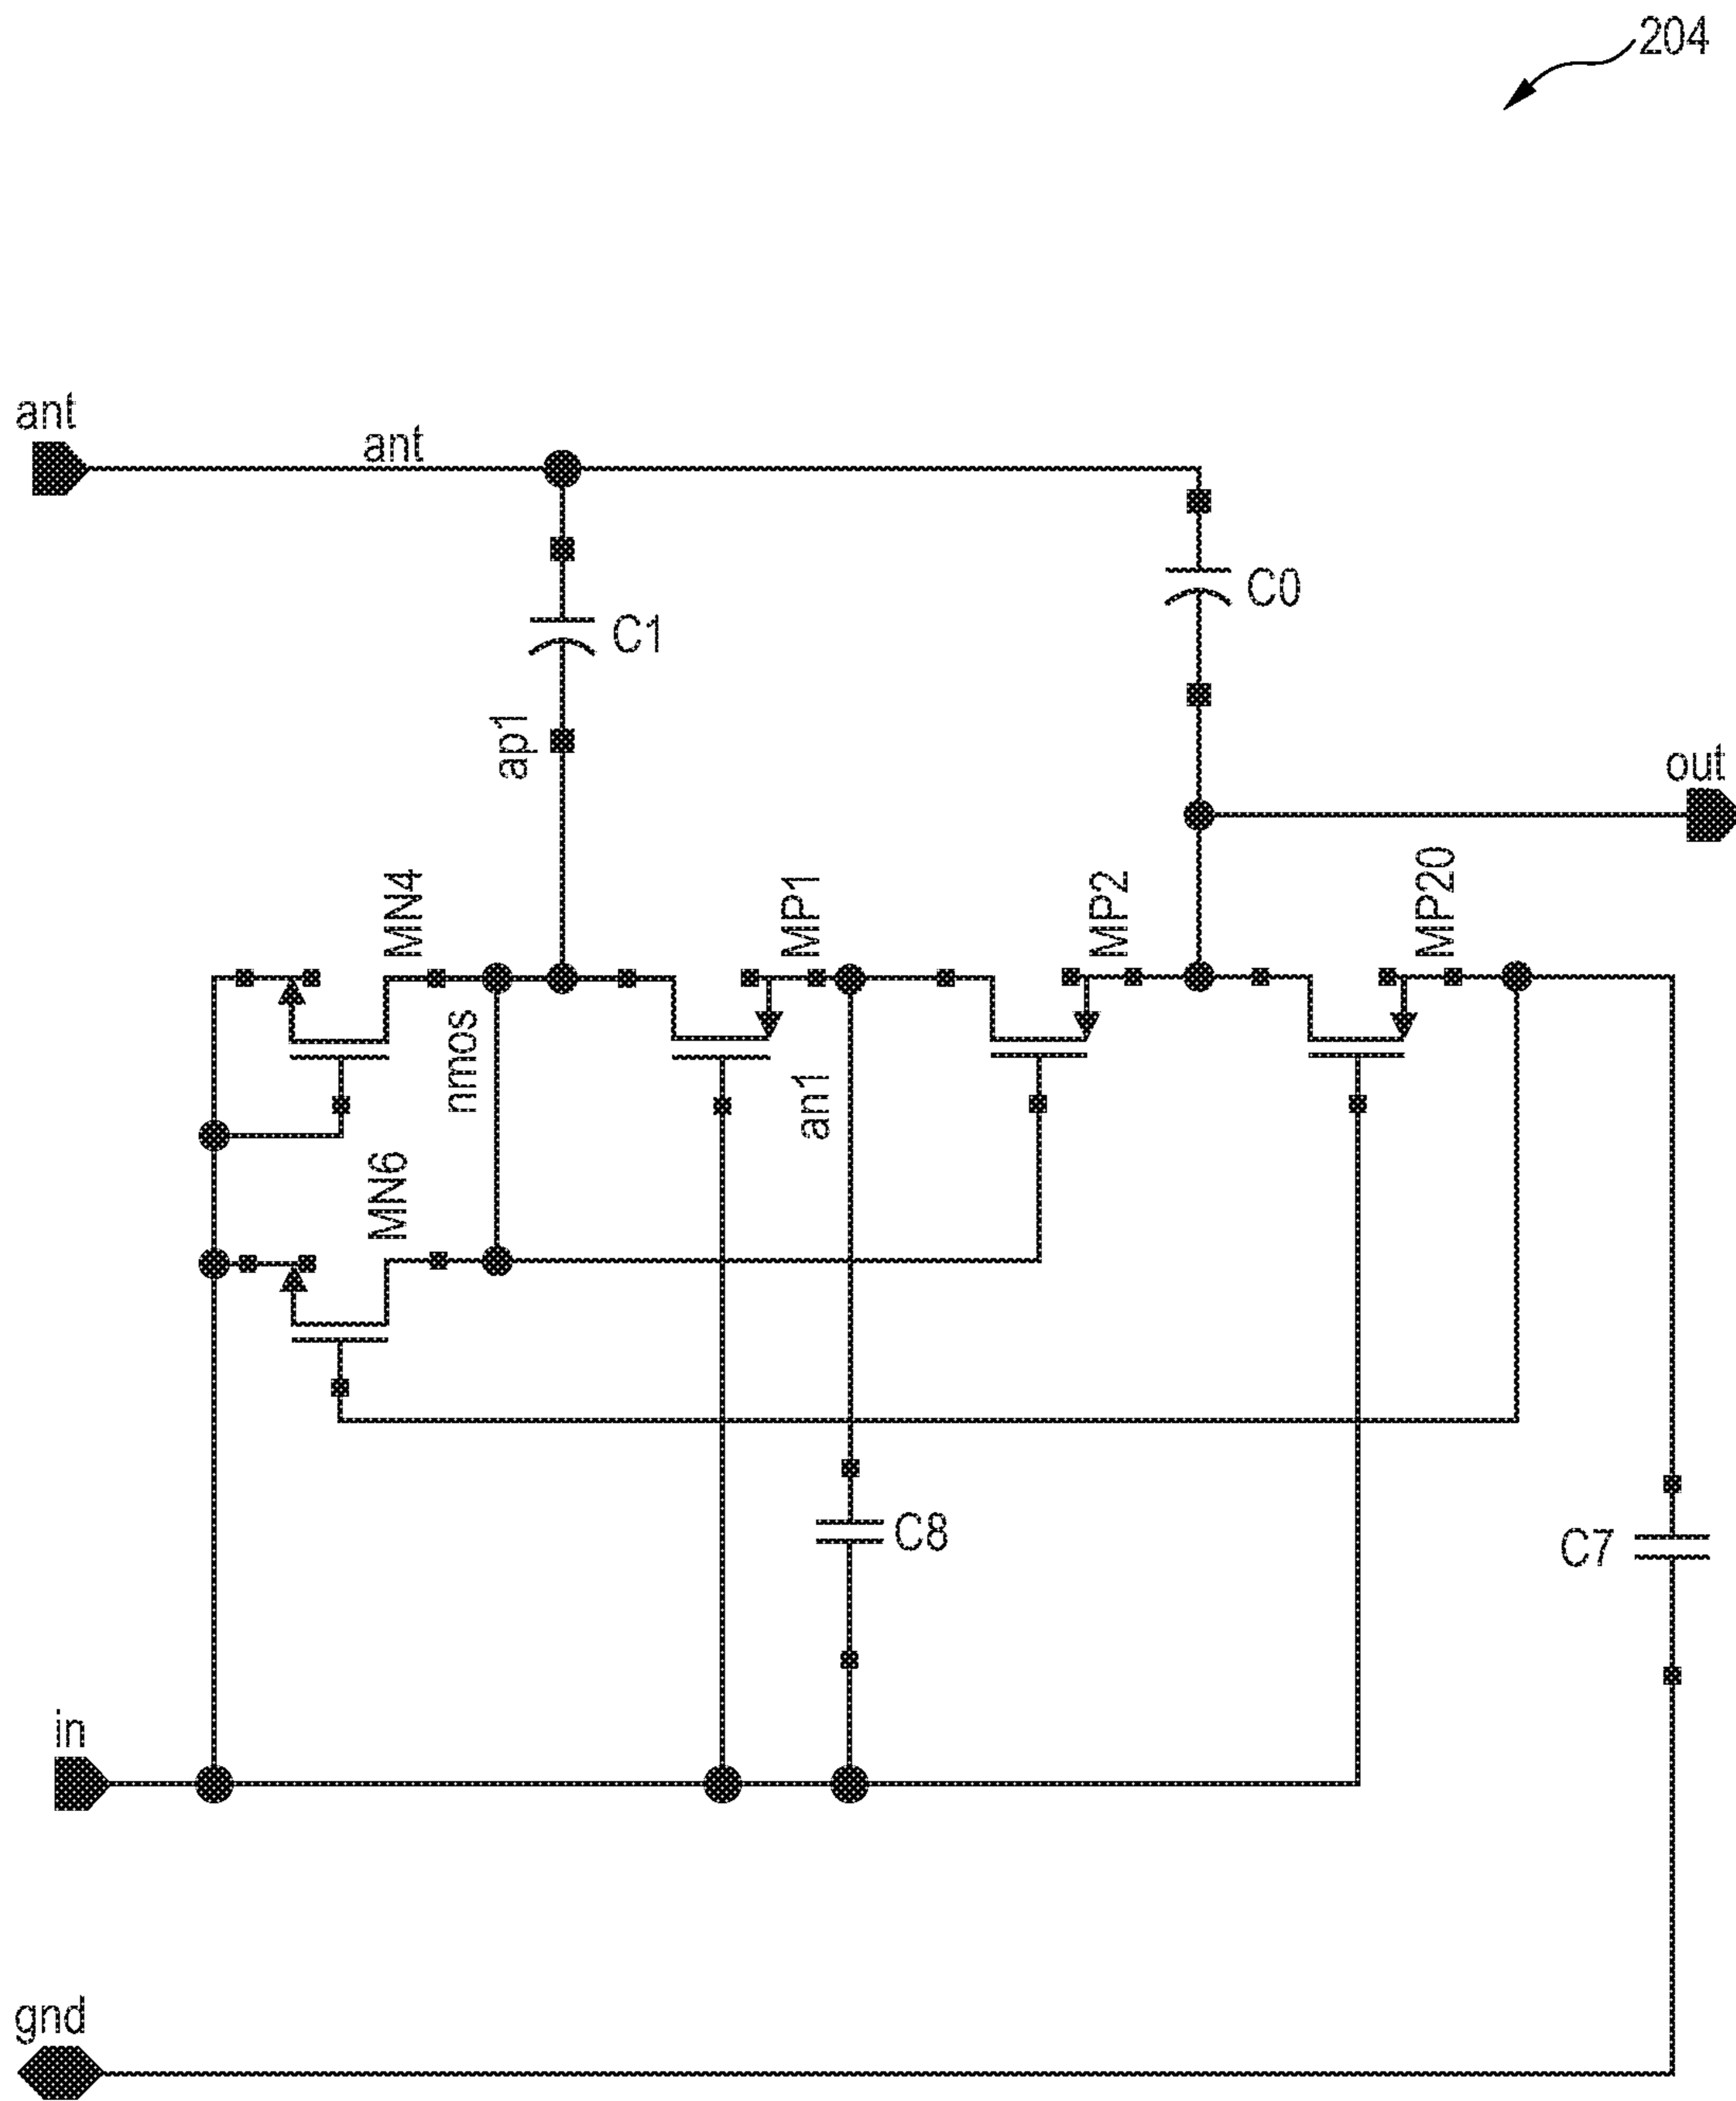 204
ant
ant
C0
C1
ap1
out
MN4
MP1
MP2
MP20
nmos
an1
MN6
C8
C7
in
gnd